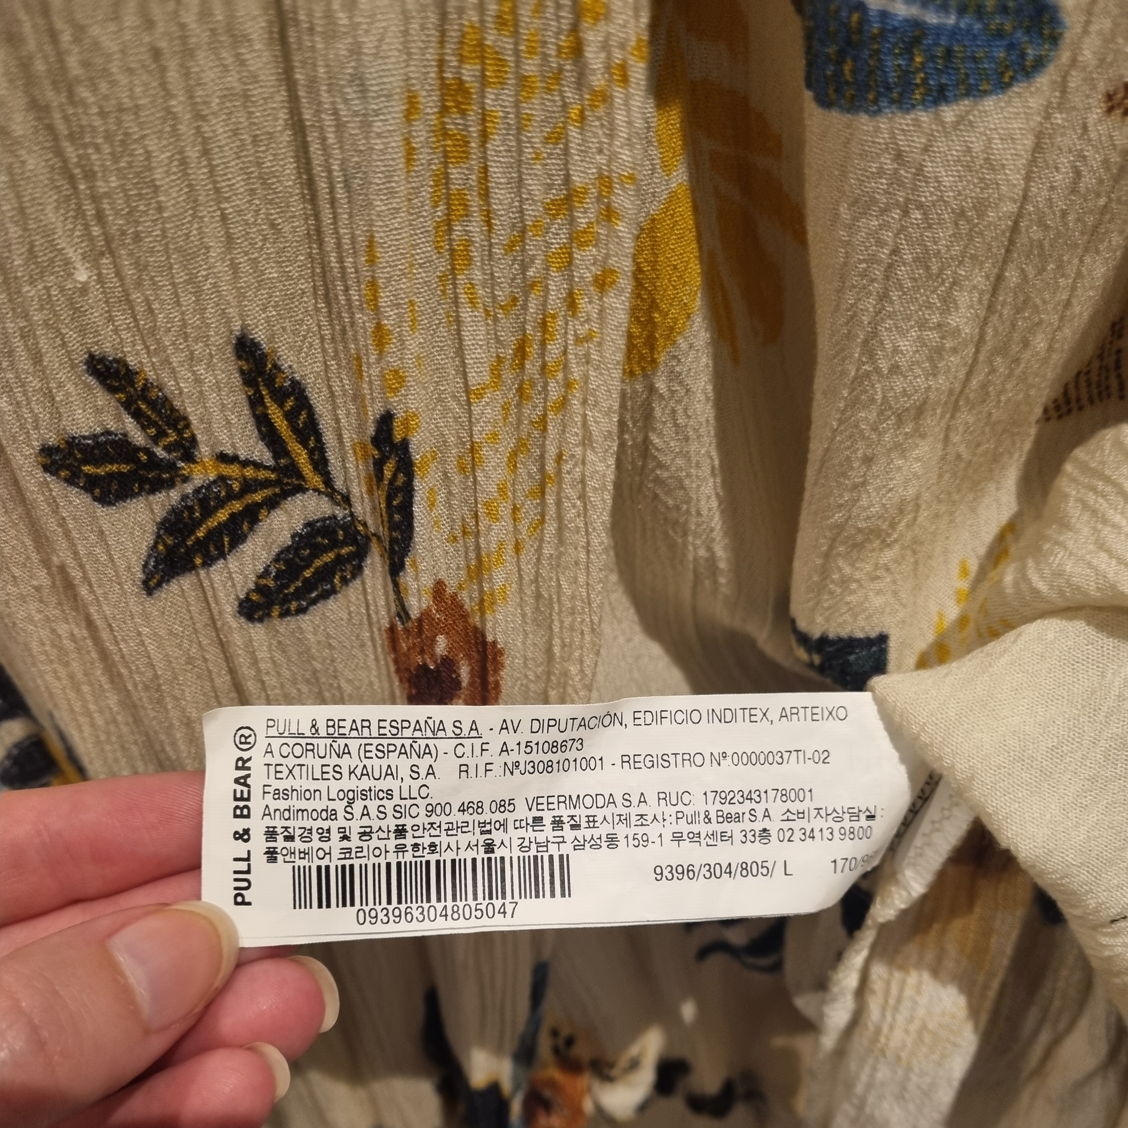 PULL & BEAR®
PULL & BEAR ESPAÑA S.A. - AV. DIPUTACIÓN, EDIFICIO INDITEX, ARTEIXO
A CORUÑA (ESPAÑA) - C.I.F. A-15108673
TEXTILES KAUAI, S.A. R.I.F.:NºJ308101001 - REGISTRO Nº:0000037TI-02
Fashion Logistics LLC.
Andimoda S.A.S SIC 900.468.085 VEERMODA S.A. RUC: 1792343178001
품질경영 및 공산품안전관리법에 따른 품질표시제조사: Pull & Bear S.A. 소비자상담실:
풀앤베어 코리아유한회사 서울시 강남구 삼성동 159-1 무역센터 33층 02 3413 9800
9396/304/805/ L 170/
09396304805047